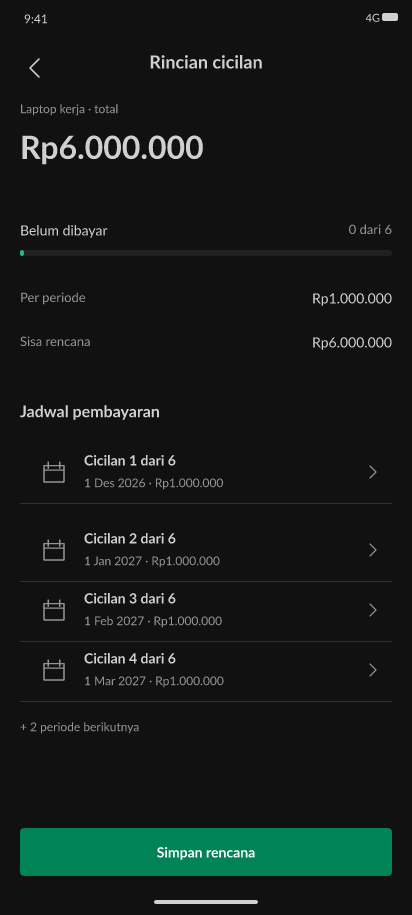 9:41
4G
Rincian cicilan
Laptop kerja · total
Rp6.000.000
Belum dibayar
0 dari 6
Per periode
Rp1.000.000
Sisa rencana
Rp6.000.000
Jadwal pembayaran
Cicilan 1 dari 6
1 Des 2026 · Rp1.000.000
Cicilan 2 dari 6
1 Jan 2027 · Rp1.000.000
Cicilan 3 dari 6
1 Feb 2027 · Rp1.000.000
Cicilan 4 dari 6
1 Mar 2027 · Rp1.000.000
+ 2 periode berikutnya
Simpan rencana